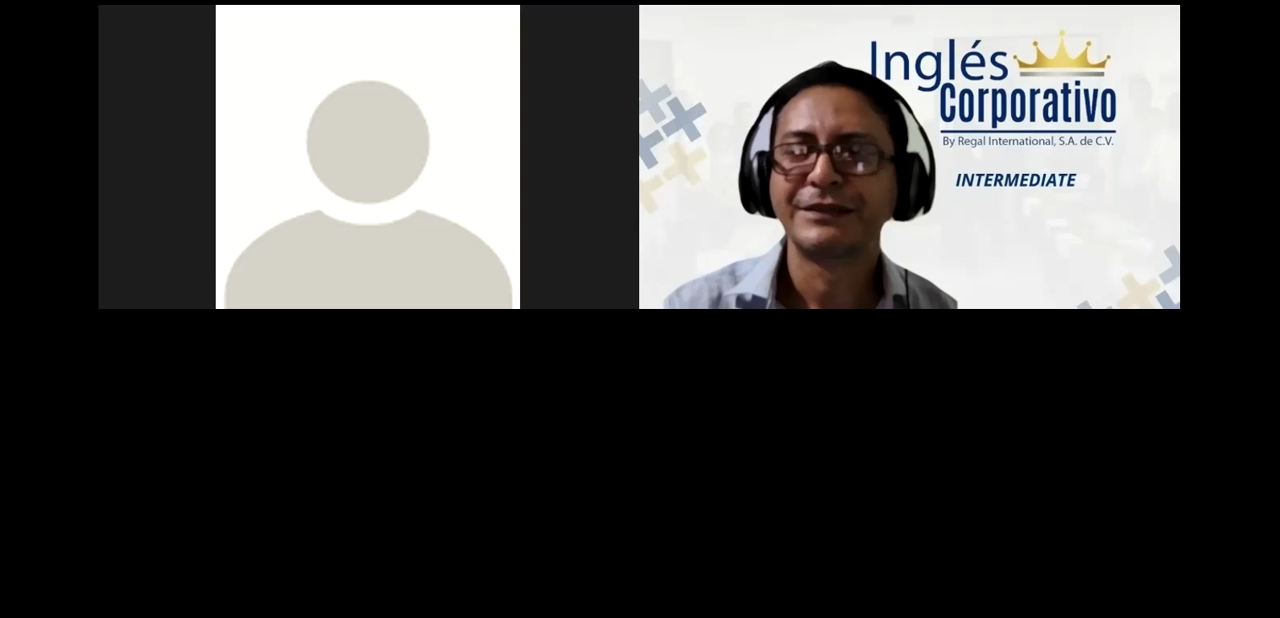 Inglés
Corporativo
By Regal International, S.A. de C.V.
INTERMEDIATE